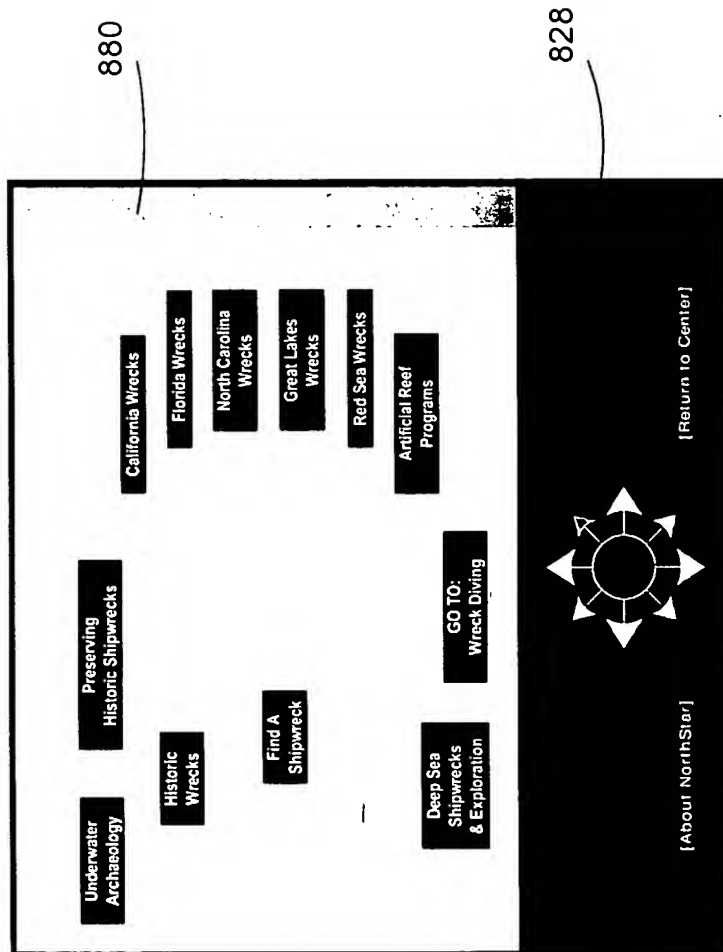 880
828
Underwater
Archaeology
Preserving
Historic Shipwrecks
California Wrecks
Historic
Wrecks
Florida Wrecks
North Carolina
Wrecks
Find A
Shipwreck
Great Lakes
Wrecks
Red Sea Wrecks
Artificial Reef
Programs
Deep Sea
Shipwrecks
& Exploration
GO TO:
Wreck Diving
[About NorthStar]
[Return to Center]